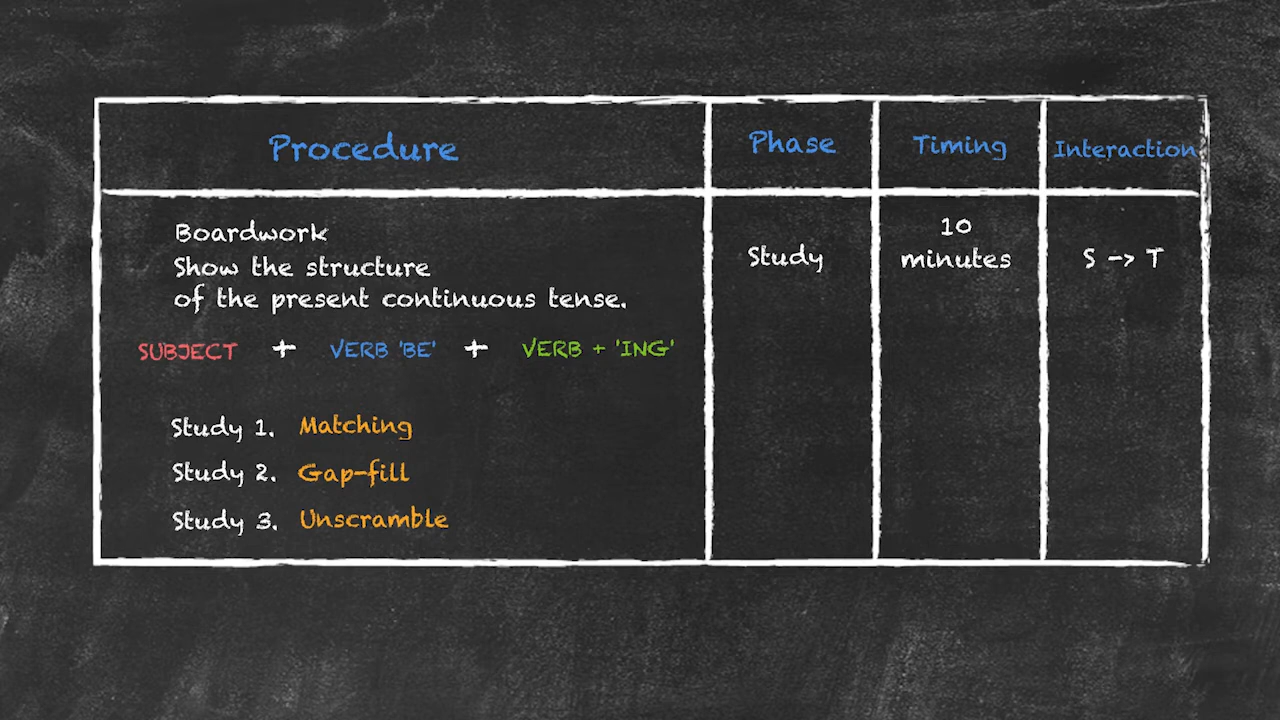 Procedure Phase Timing Interaction
Boardwork
Show the structure
of the present continuous tense.
SUBJECT + VERB 'BE' + VERB + 'ING'
Study 1. Matching
Study 2. Gap-fill
Study 3. Unscramble
Study
10
minutes
S -> T